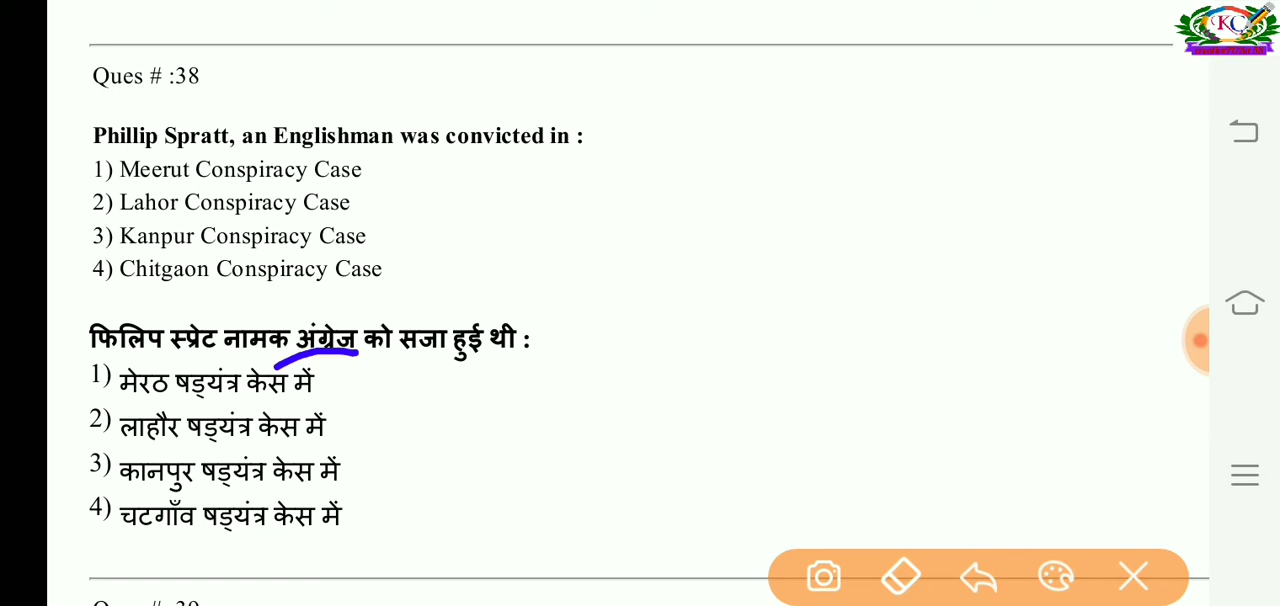 KC
Ques # :38
Phillip Spratt, an Englishman was convicted in :
1) Meerut Conspiracy Case
2) Lahor Conspiracy Case
3) Kanpur Conspiracy Case
4) Chitgaon Conspiracy Case
फिलिप स्प्रेट नामक अंग्रेज को सजा हुई थी :
1) मेरठ षड्यंत्र केस में
2) लाहौर षड्यंत्र केस में
3) कानपुर षड्यंत्र केस में
4) चटगाँव षड्यंत्र केस में